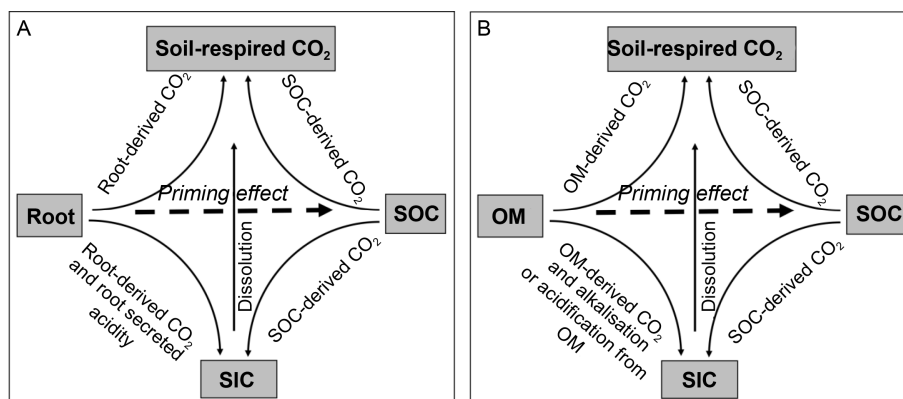 A
Soil-respired CO₂
Root-derived CO₂
SOC-derived CO₂
Priming effect
Root
SOC
Dissolution
Root-derived CO₂
and root secreted
acidity
SOC-derived CO₂
SIC
B
Soil-respired CO₂
OM-derived CO₂
SOC-derived CO₂
Priming effect
OM
SOC
Dissolution
OM-derived CO₂
and alkalisation
or acidification from
OM
SOC-derived CO₂
SIC